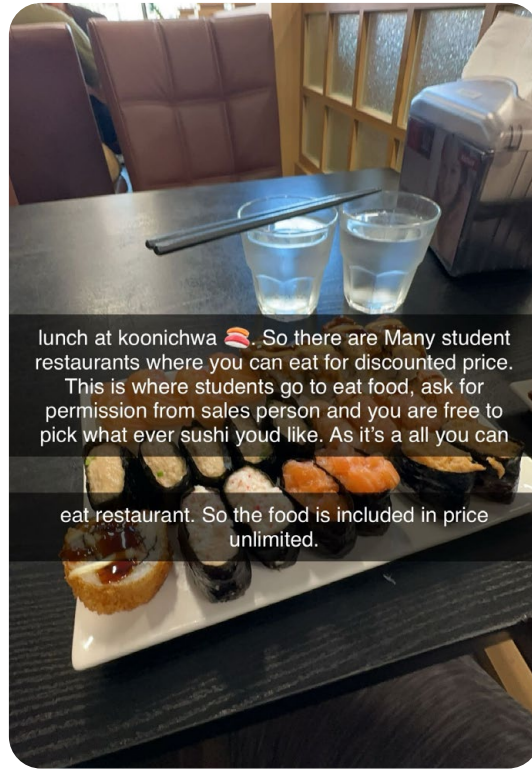 lunch at koonichwa 🍣. So there are Many student
restaurants where you can eat for discounted price.
This is where students go to eat food, ask for
permission from sales person and you are free to
pick what ever sushi youd like. As it's a all you can
eat restaurant. So the food is included in price
unlimited.